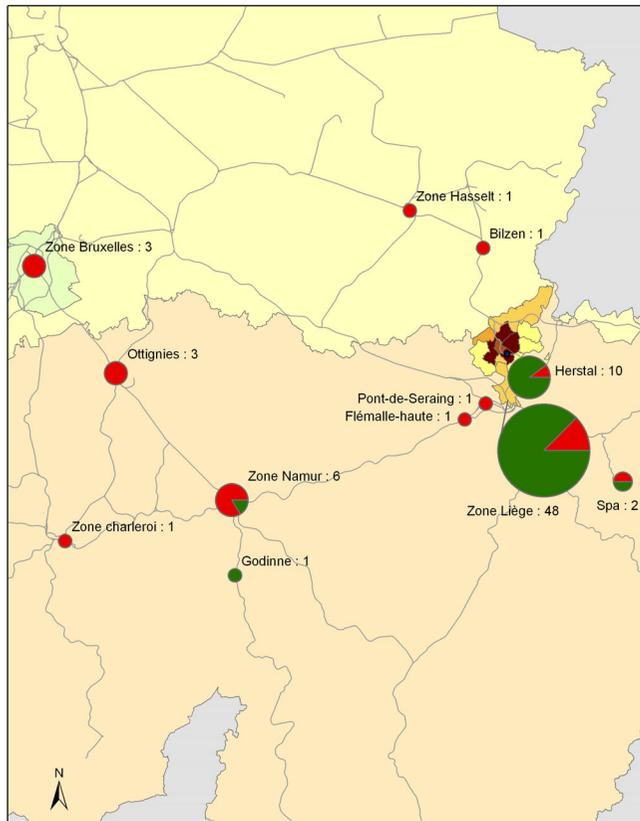 Zone Hasselt : 1
Bilzen : 1
Zone Bruxelles : 3
Ottignies : 3
Herstal : 10
Pont-de-Seraing : 1
Flémalle-haute : 1
Zone Namur : 6
Zone Liège : 48
Spa : 2
Zone charleroi : 1
Godinne : 1
N